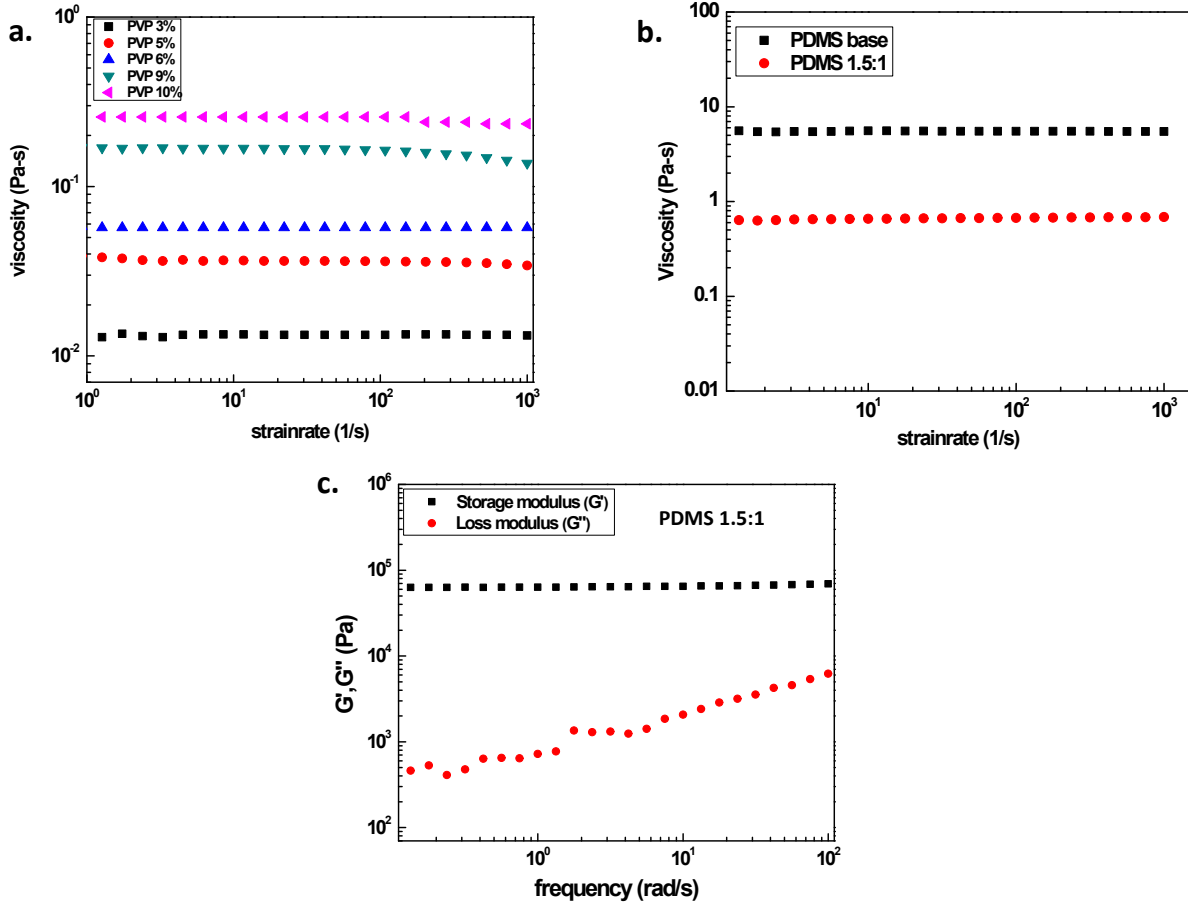 a.
10⁰
PVP 3%
PVP 5%
PVP 6%
PVP 9%
PVP 10%
10⁻¹
10⁻²
viscosity (Pa-s)
10⁰ 10¹ 10² 10³
strainrate (1/s)
b.
100
PDMS base
PDMS 1.5:1
10
1
0.1
0.01
Viscosity (Pa-s)
10¹ 10² 10³
strainrate (1/s)
c.
10⁶
Storage modulus (G')
Loss modulus (G'')
PDMS 1.5:1
10⁵
10⁴
10³
10²
G',G'' (Pa)
10⁰ 10¹ 10²
frequency (rad/s)